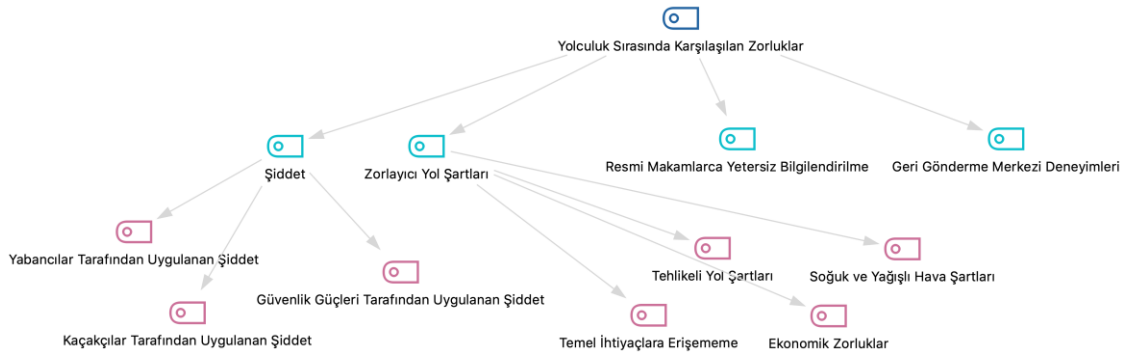 Yolculuk Sırasında Karşılaşılan Zorluklar
Şiddet
Zorlayıcı Yol Şartları
Resmi Makamlarca Yetersiz Bilgilendirilme
Geri Gönderme Merkezi Deneyimleri
Yabancılar Tarafından Uygulanan Şiddet
Güvenlik Güçleri Tarafından Uygulanan Şiddet
Tehlikeli Yol Şartları
Soğuk ve Yağışlı Hava Şartları
Kaçakçılar Tarafından Uygulanan Şiddet
Temel İhtiyaçlara Erişememe
Ekonomik Zorluklar